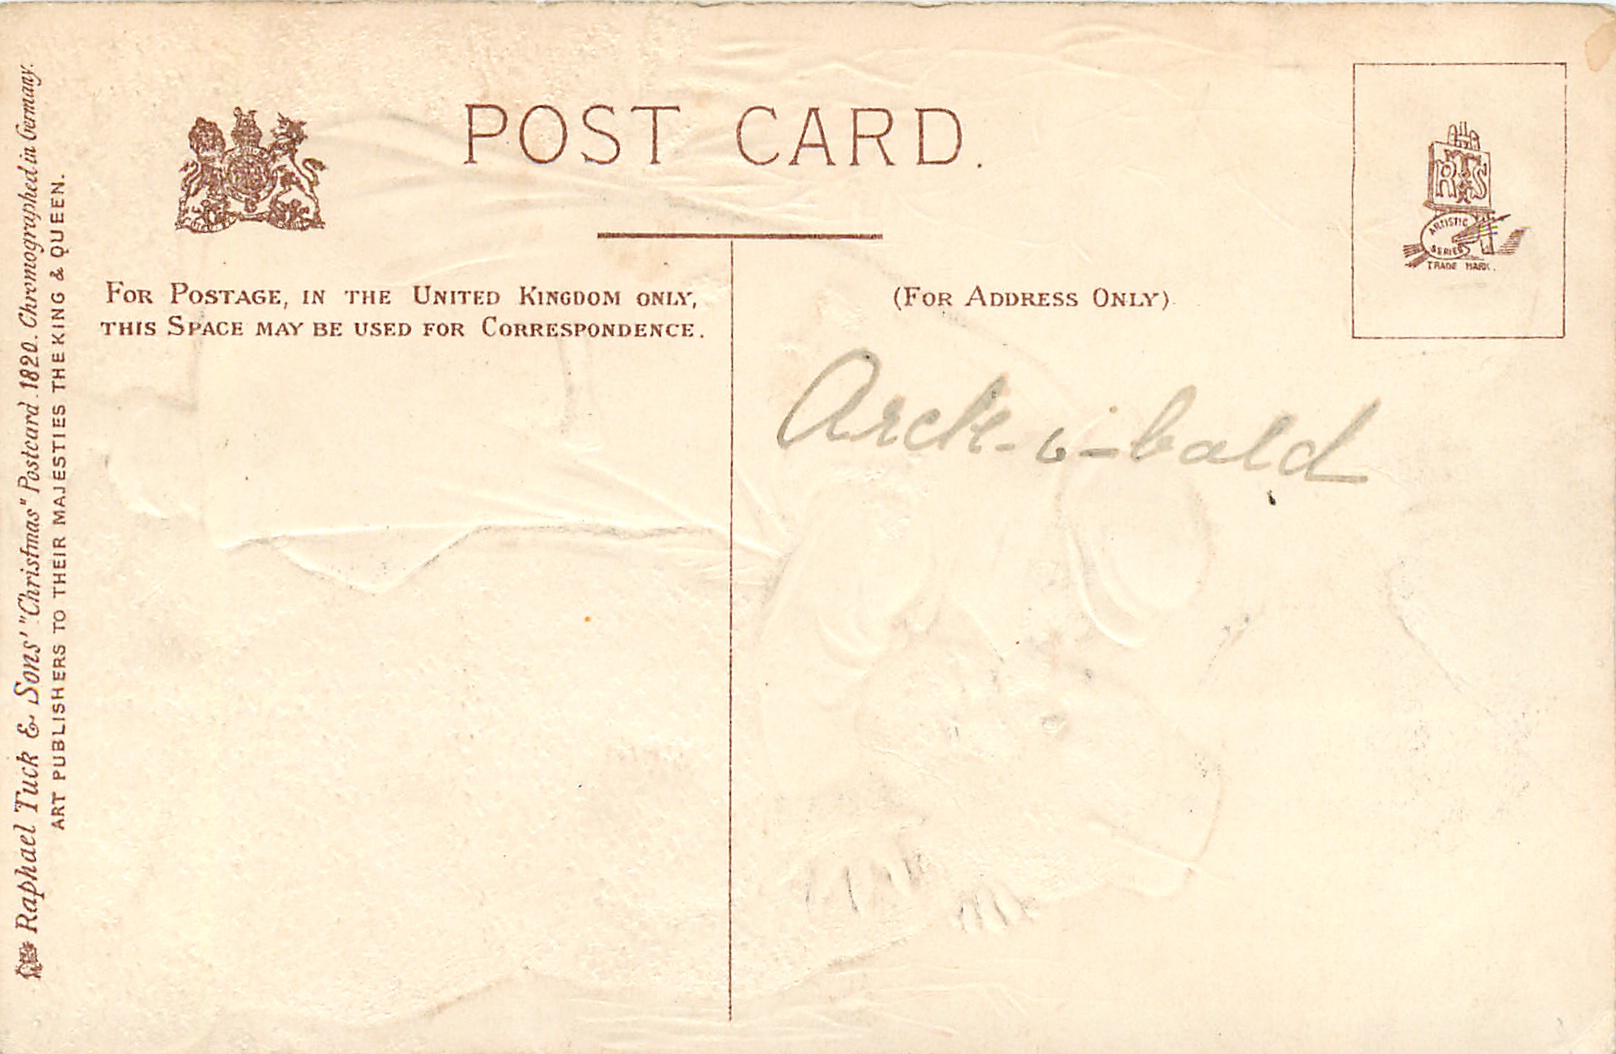 POST CARD.
FOR POSTAGE, IN THE UNITED KINGDOM ONLY,
THIS SPACE MAY BE USED FOR CORRESPONDENCE.
(FOR ADDRESS ONLY)
Arch-i-bald
RTS
ARTISTIC
SERIES
TRADE MARK.
Raphael Tuck & Sons' "Christmas" Postcard 1820. Chromographed in Germany.
ART PUBLISHERS TO THEIR MAJESTIES THE KING & QUEEN.